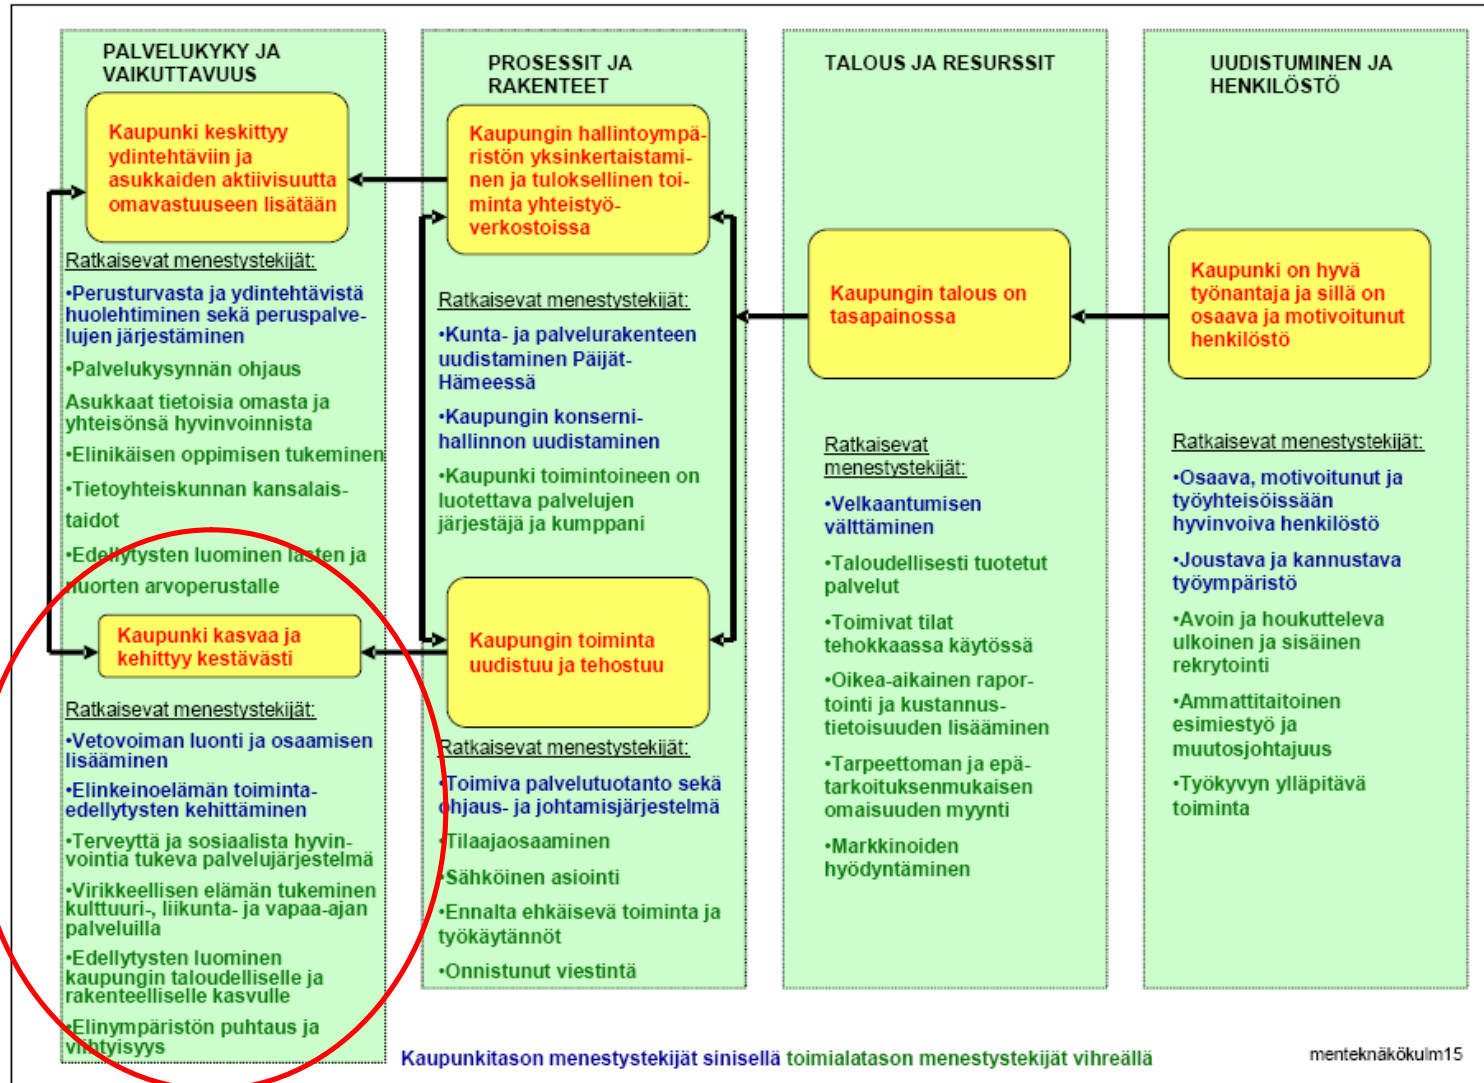 PALVELUKYKY JA
VAIKUTTAVUUS
Kaupunki keskittyy
ydintehtäviin ja
asukkaiden aktiivisuutta
omavastuuseen lisätään
Ratkaisevat menestystekijät:
•Perusturvasta ja ydintehtävistä
huolehtiminen sekä peruspalve-
lujen järjestäminen
•Palvelukysynnän ohjaus
Asukkaat tietoisia omasta ja
yhteisönsä hyvinvoinnista
•Elinikäisen oppimisen tukeminen
•Tietoyhteiskunnan kansalais-
taidot
•Edellytysten luominen lasten ja
nuorten arvoperustalle
Kaupunki kasvaa ja
kehittyy kestävästi
Ratkaisevat menestystekijät:
•Vetovoiman luonti ja osaamisen
lisääminen
•Elinkeinoelämän toiminta-
edellytysten kehittäminen
•Terveyttä ja sosiaalista hyvin-
vointia tukeva palvelujärjestelmä
•Virikkeellisen elämän tukeminen
kulttuuri-, liikunta- ja vapaa-ajan
palveluilla
•Edellytysten luominen
kaupungin taloudelliselle ja
rakenteelliselle kasvulle
•Elinympäristön puhtaus ja
viihtyisyys
PROSESSIT JA
RAKENTEET
Kaupungin hallintoympä-
ristön yksinkertaistami-
nen ja tuloksellinen toi-
minta yhteistyö-
verkostoissa
Ratkaisevat menestystekijät:
•Kunta- ja palvelurakenteen
uudistaminen Päijät-
Hämeessä
•Kaupungin konserni-
hallinnon uudistaminen
•Kaupunki toimintoineen on
luotettava palvelujen
järjestäjä ja kumppani
Kaupungin toiminta
uudistuu ja tehostuu
Ratkaisevat menestystekijät:
•Toimiva palvelutuotanto sekä
ohjaus- ja johtamisjärjestelmä
•Tilaajaosaaminen
•Sähköinen asiointi
•Ennalta ehkäisevä toiminta ja
työkäytännöt
•Onnistunut viestintä
TALOUS JA RESURSSIT
Kaupungin talous on
tasapainossa
Ratkaisevat
menestystekijät:
•Velkaantumisen
välttäminen
•Taloudellisesti tuotetut
palvelut
•Toimivat tilat
tehokkaassa käytössä
•Oikea-aikainen rapor-
tointi ja kustannus-
tietoisuuden lisääminen
•Tarpeettoman ja epä-
tarkoituksenmukaisen
omaisuuden myynti
•Markkinoiden
hyödyntäminen
UUDISTUMINEN JA
HENKILÖSTÖ
Kaupunki on hyvä
työnantaja ja sillä on
osaava ja motivoitunut
henkilöstö
Ratkaisevat menestystekijät:
•Osaava, motivoitunut ja
työyhteisöissään
hyvinvoiva henkilöstö
•Joustava ja kannustava
työympäristö
•Avoin ja houkutteleva
ulkoinen ja sisäinen
rekrytointi
•Ammattitaitoinen
esimiestyö ja
muutosjohtajuus
•Työkyvyn ylläpitävä
toiminta
Kaupunkitason menestystekijät sinisellä toimialatason menestystekijät vihreällä
menteknäkökulm15